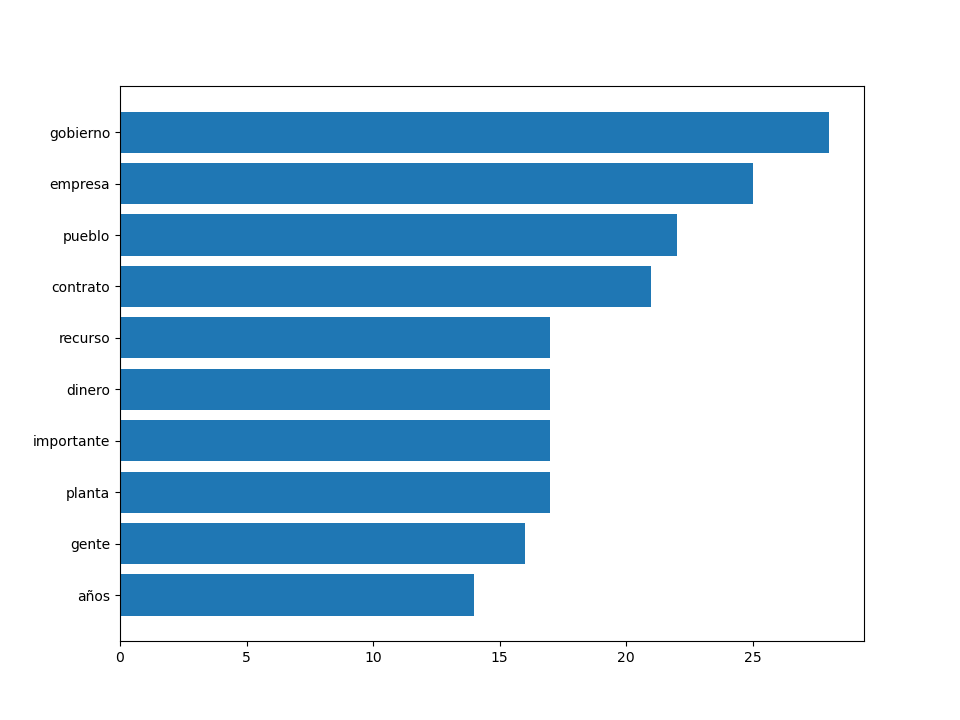 gobierno
empresa
pueblo
contrato
recurso
dinero
importante
planta
gente
años
0 5 10 15 20 25